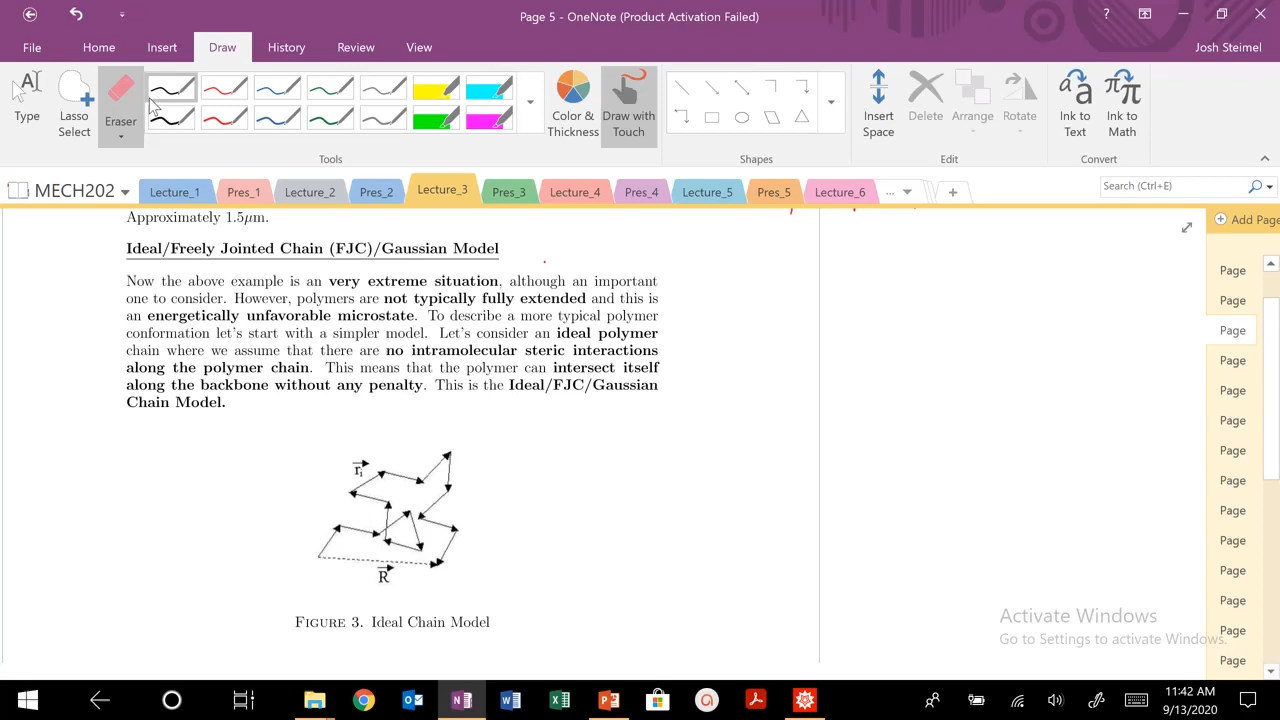 Page 5 - OneNote (Product Activation Failed)
?
File
Home
Insert
Draw
History
Review
View
Josh Steimel
Type
Lasso
Select
Eraser
Color &
Thickness
Draw with
Touch
Insert
Space
Delete
Arrange
Rotate
Ink to
Text
Ink to
Math
Tools
Shapes
Edit
Convert
MECH202
Lecture_1
Pres_1
Lecture_2
Pres_2
Lecture_3
Pres_3
Lecture_4
Pres_4
Lecture_5
Pres_5
Lecture_6
...
Search (Ctrl+E)
Add Page
Approximately 1.5μm.
Ideal/Freely Jointed Chain (FJC)/Gaussian Model
Now the above example is an very extreme situation, although an important
one to consider. However, polymers are not typically fully extended and this is
an energetically unfavorable microstate. To describe a more typical polymer
conformation let's start with a simpler model. Let's consider an ideal polymer
chain where we assume that there are no intramolecular steric interactions
along the polymer chain. This means that the polymer can intersect itself
along the backbone without any penalty. This is the Ideal/FJC/Gaussian
Chain Model.
r_i
R
Figure 3. Ideal Chain Model
Page
Page
Page
Page
Page
Page
Page
Page
Page
Page
Page
Page
Page
Page
Activate Windows
Go to Settings to activate Windows.
11:42 AM
9/13/2020